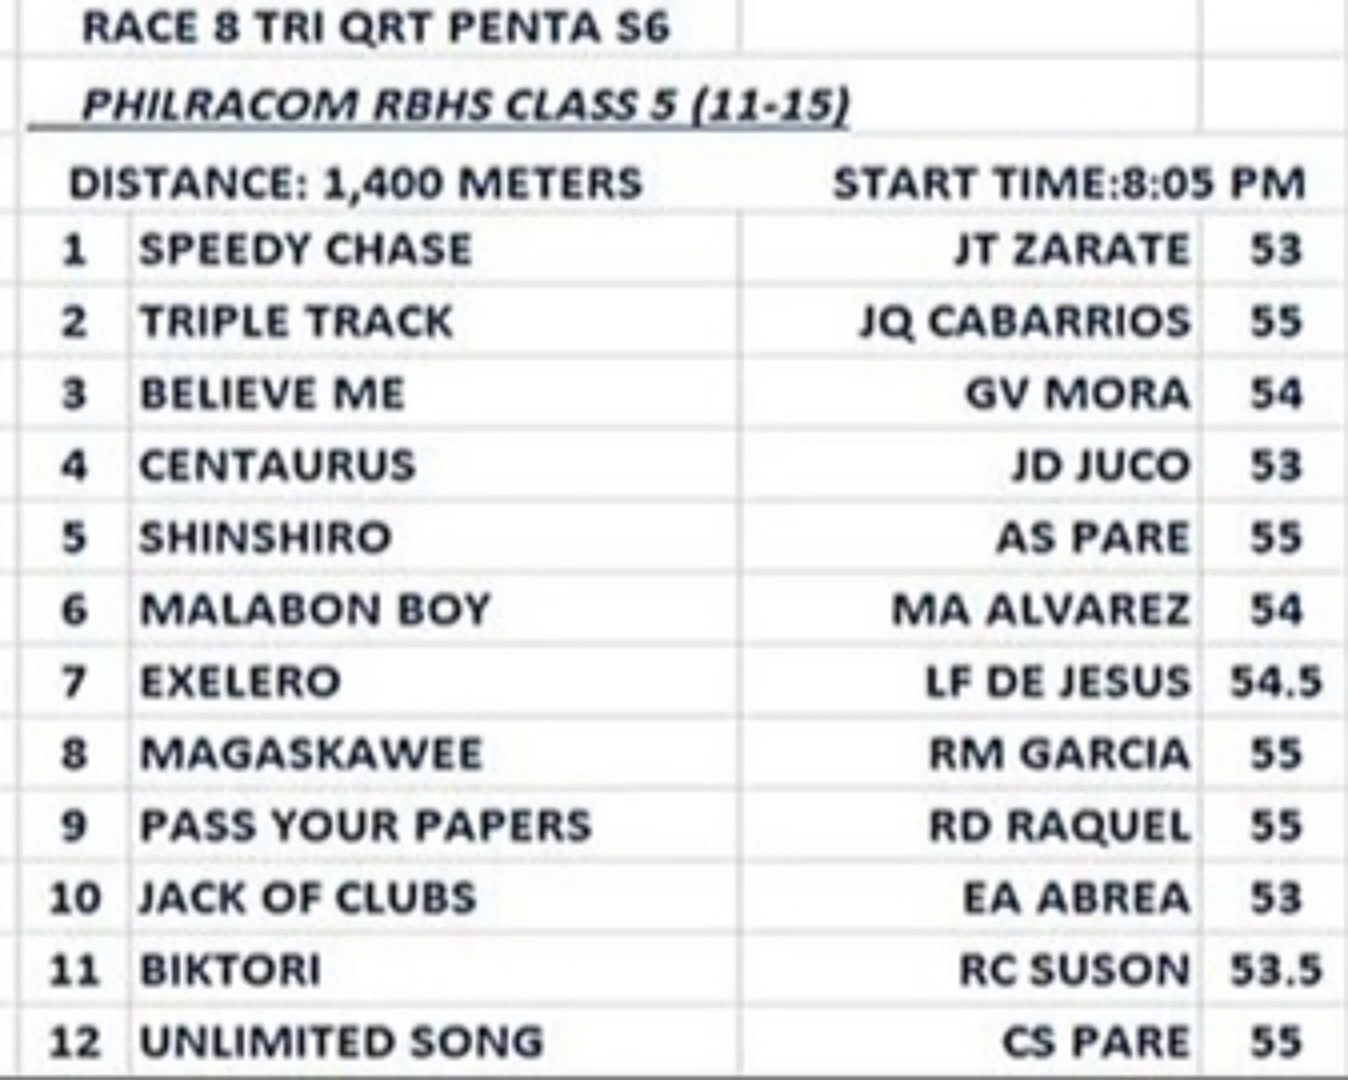 RACE 8 TRI QRT PENTA S6
PHILRACOM RBHS CLASS 5 (11-15)
DISTANCE: 1,400 METERS START TIME:8:05 PM
1 SPEEDY CHASE JT ZARATE 53
2 TRIPLE TRACK JQ CABARRIOS 55
3 BELIEVE ME GV MORA 54
4 CENTAURUS JD JUCO 53
5 SHINSHIRO AS PARE 55
6 MALABON BOY MA ALVAREZ 54
7 EXELERO LF DE JESUS 54.5
8 MAGASKAWEE RM GARCIA 55
9 PASS YOUR PAPERS RD RAQUEL 55
10 JACK OF CLUBS EA ABREA 53
11 BIKTORI RC SUSON 53.5
12 UNLIMITED SONG CS PARE 55